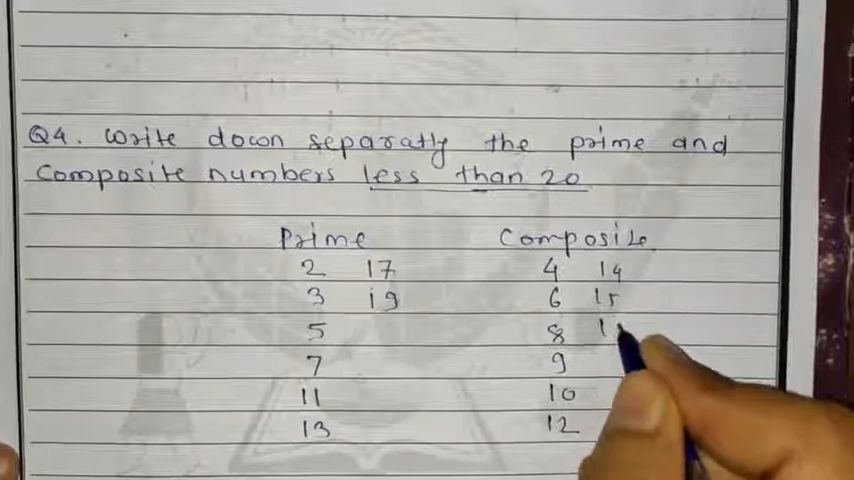 Q4. Write down separatly the prime and
Composite numbers less than 20
Prime Composite
2 17 4 14
3 19 6 15
5 8 1
7 9
11 10
13 12